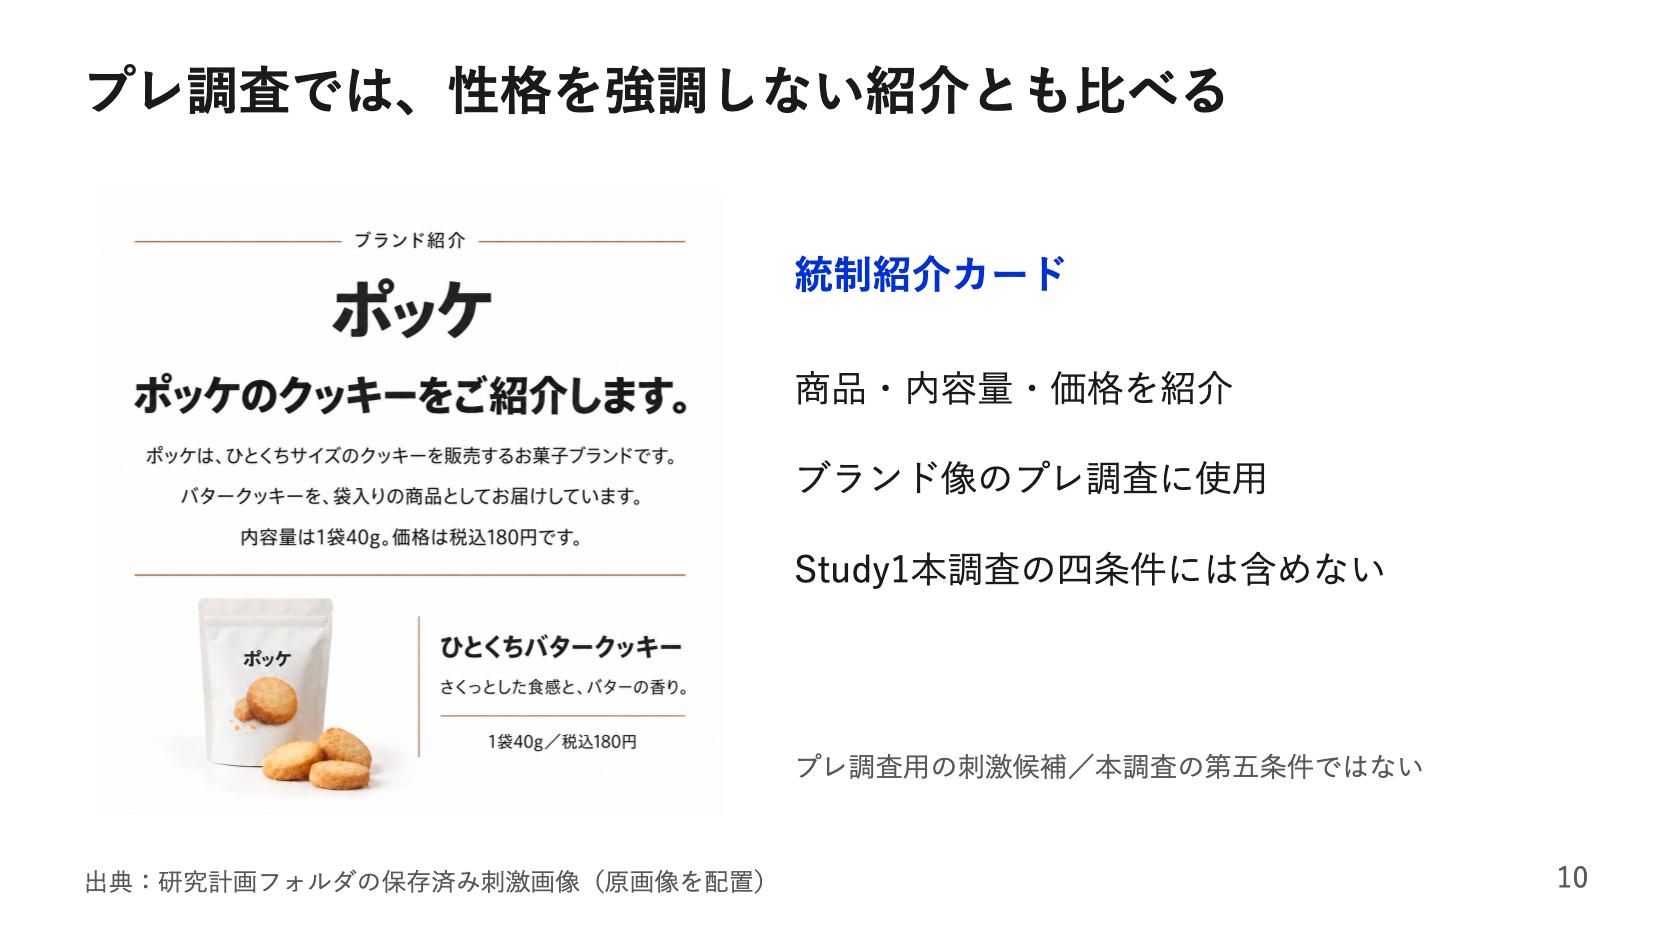 プレ調査では、性格を強調しない紹介とも比べる
ブランド紹介
ポッケ
ポッケのクッキーをご紹介します。
ポッケは、ひとくちサイズのクッキーを販売するお菓子ブランドです。
バタークッキーを、袋入りの商品としてお届けしています。
内容量は1袋40g。価格は税込180円です。
ポッケ
ひとくちバタークッキー
さくっとした食感と、バターの香り。
1袋40g／税込180円
統制紹介カード
商品・内容量・価格を紹介
ブランド像のプレ調査に使用
Study1本調査の四条件には含めない
プレ調査用の刺激候補／本調査の第五条件ではない
出典：研究計画フォルダの保存済み刺激画像（原画像を配置）
10